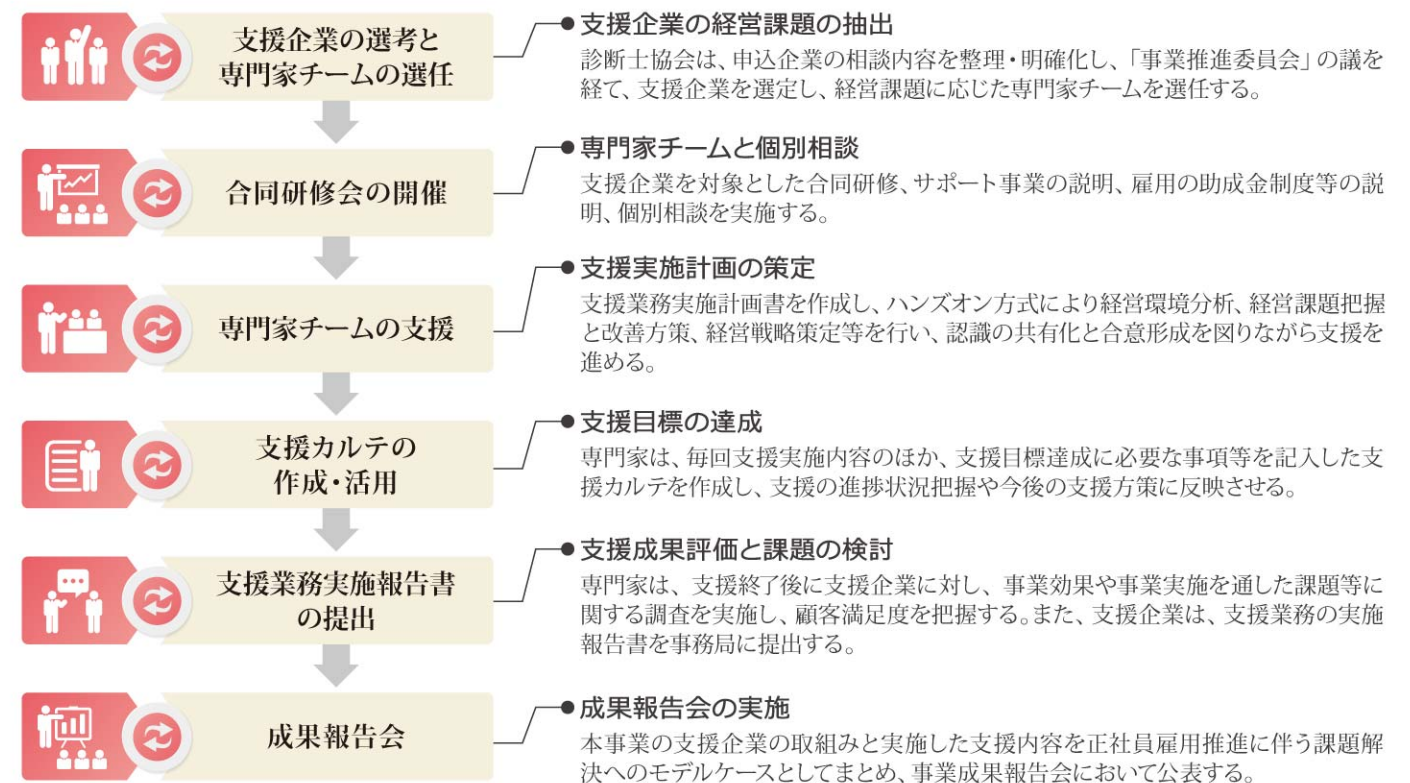 支援企業の選考と
専門家チームの選任
支援企業の経営課題の抽出
診断士協会は、申込企業の相談内容を整理・明確化し、「事業推進委員会」の議を
経て、支援企業を選定し、経営課題に応じた専門家チームを選任する。
合同研修会の開催
専門家チームと個別相談
支援企業を対象とした合同研修、サポート事業の説明、雇用の助成金制度等の説
明、個別相談を実施する。
専門家チームの支援
支援実施計画の策定
支援業務実施計画書を作成し、ハンズオン方式により経営環境分析、経営課題把握
と改善方策、経営戦略策定等を行い、認識の共有化と合意形成を図りながら支援を
進める。
支援カルテの
作成・活用
支援目標の達成
専門家は、毎回支援実施内容のほか、支援目標達成に必要な事項等を記入した支
援カルテを作成し、支援の進捗状況把握や今後の支援方策に反映させる。
支援業務実施報告書
の提出
支援成果評価と課題の検討
専門家は、支援終了後に支援企業に対し、事業効果や事業実施を通した課題等に
関する調査を実施し、顧客満足度を把握する。また、支援企業は、支援業務の実施
報告書を事務局に提出する。
成果報告会
成果報告会の実施
本事業の支援企業の取組みと実施した支援内容を正社員雇用推進に伴う課題解
決へのモデルケースとしてまとめ、事業成果報告会において公表する。